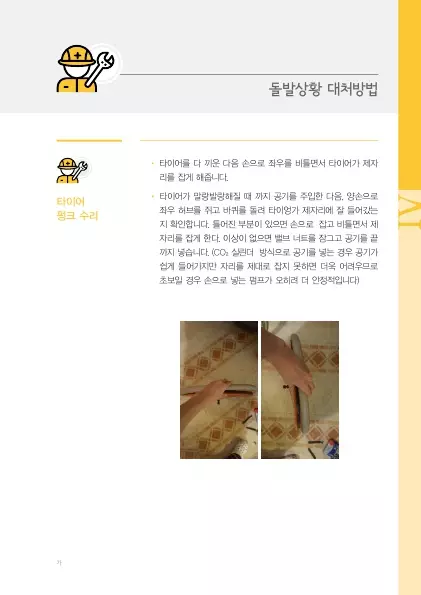 돌발상황 대처방법
타이어
펑크 수리
· 타이어를 다 끼운 다음 손으로 좌우를 비틀면서 타이어가 제자
리를 잡게 해줍니다.
· 타이어가 말랑말랑해질 때 까지 공기를 주입한 다음, 양손으로
좌우 허브를 쥐고 바퀴를 돌려 타이엉가 제자리에 잘 들어갔는
지 확인합니다. 틀어진 부분이 있으면 손으로 잡고 비틀면서 제
자리를 잡게 한다. 이상이 없으면 밸브 너트를 잠그고 공기를 끝
까지 넣습니다. (CO₂ 실린더 방식으로 공기를 넣는 경우 공기가
쉽게 들어가지만 자리를 제대로 잡지 못하면 더욱 어려우므로
초보일 경우 손으로 넣는 펌프가 오히려 더 안정적입니다)
IV